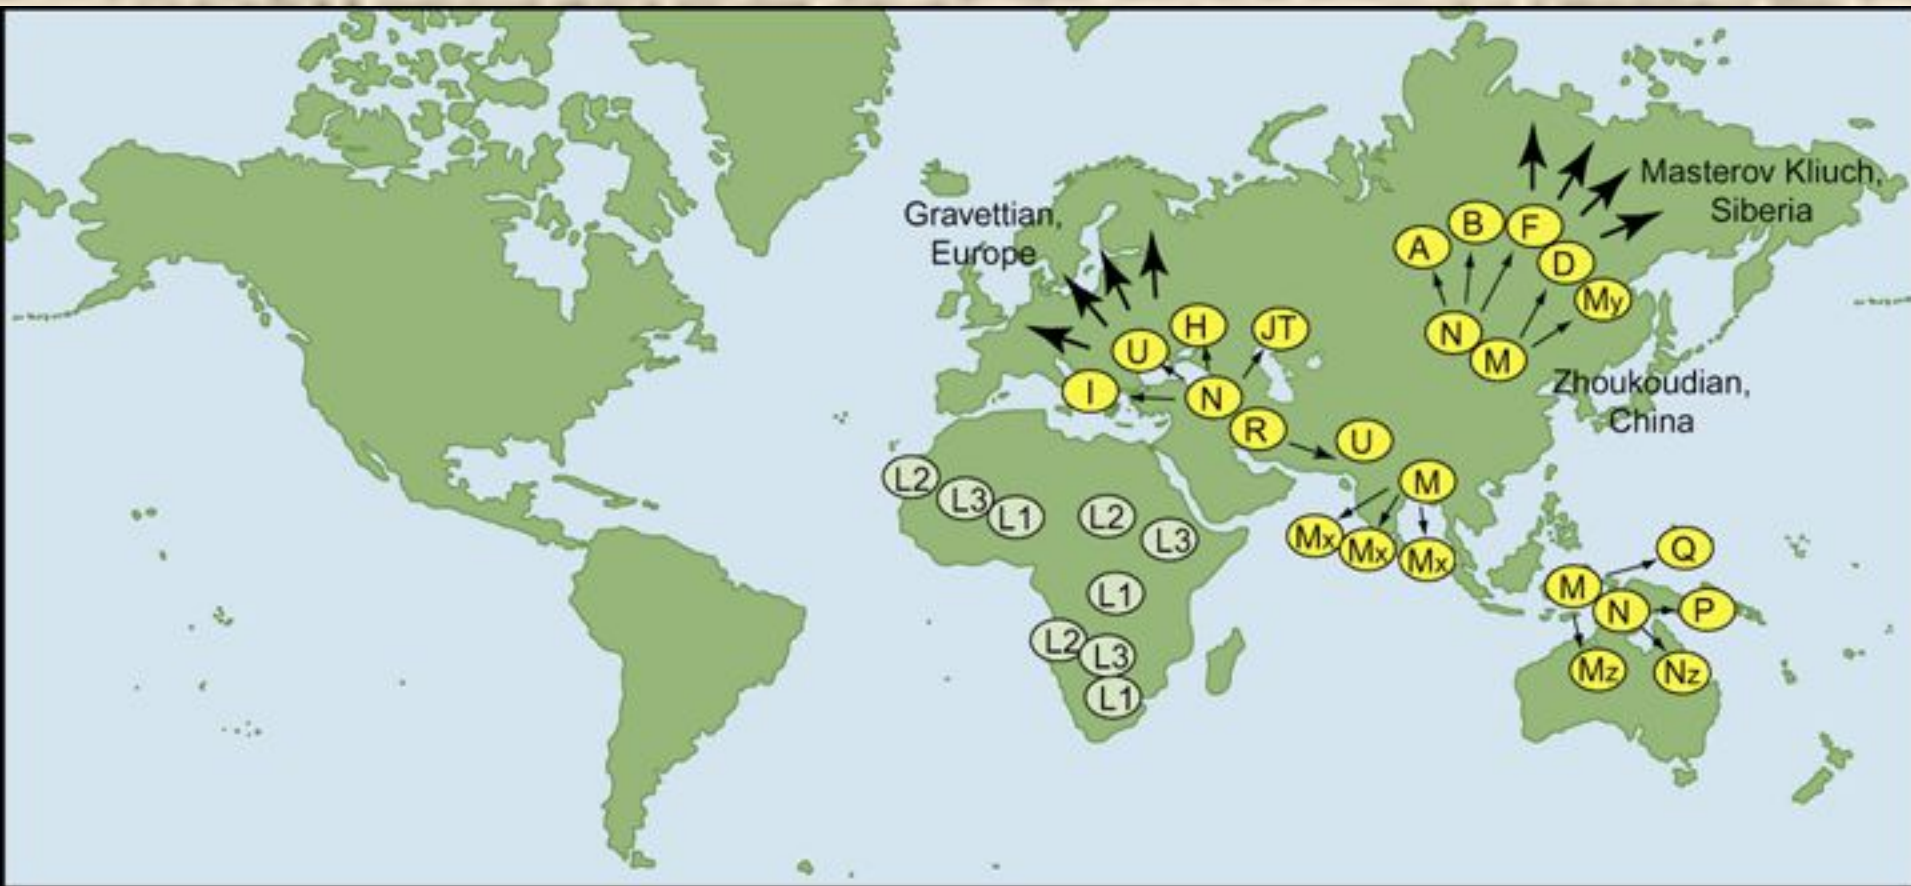 Gravettian,
Europe
Masterov Kliuch,
Siberia
Zhoukoudian,
China
A
B
F
D
My
N
M
H
JT
U
I
N
R
U
M
Mx
Mx
Mx
L2
L3
L1
L2
L3
L1
L2
L3
L1
Q
M
N
P
Mz
Nz